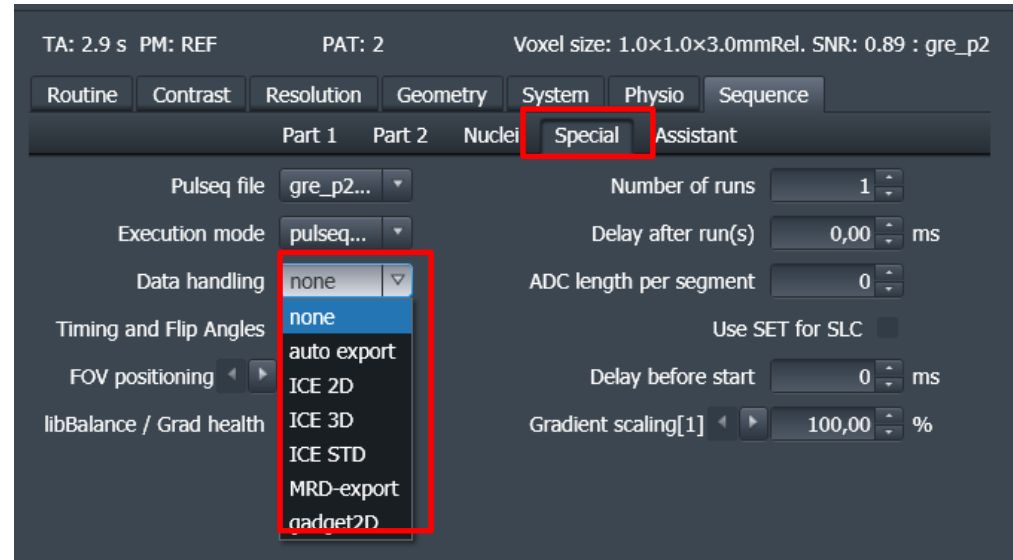 TA: 2.9 s PM: REF PAT: 2 Voxel size: 1.0×1.0×3.0mmRel. SNR: 0.89 : gre_p2
Routine Contrast Resolution Geometry System Physio Sequence
Part 1 Part 2 Nuclei Special Assistant
Pulseq file gre_p2... Number of runs 1
Execution mode pulseq... Delay after run(s) 0,00 ms
Data handling none ADC length per segment 0
none
Timing and Flip Angles Use SET for SLC
auto export
FOV positioning Delay before start 0 ms
ICE 2D
libBalance / Grad health ICE 3D Gradient scaling[1] 100,00 %
ICE STD
MRD-export
gadget2D